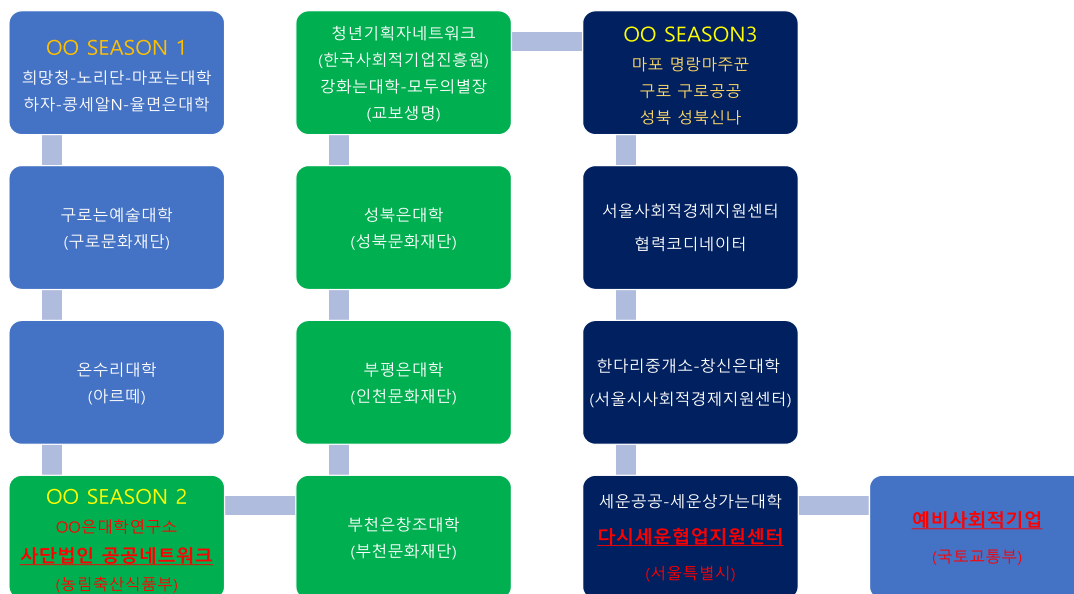 OO SEASON 1
희망청-노리단-마포는대학
하자-콩세알N-율면은대학
구로는예술대학
(구로문화재단)
온수리대학
(아르떼)
OO SEASON 2
OO은대학연구소
사단법인 공공네트워크
(농림축산식품부)
부천은창조대학
(부천문화재단)
부평은대학
(인천문화재단)
성북은대학
(성북문화재단)
청년기획자네트워크
(한국사회적기업진흥원)
강화는대학-모두의별장
(교보생명)
OO SEASON3
마포 명랑마주꾼
구로 구로공공
성북 성북신나
서울사회적경제지원센터
협력코디네이터
한다리중개소-창신은대학
(서울시사회적경제지원센터)
세운공공-세운상가는대학
다시세운협업지원센터
(서울특별시)
예비사회적기업
(국토교통부)